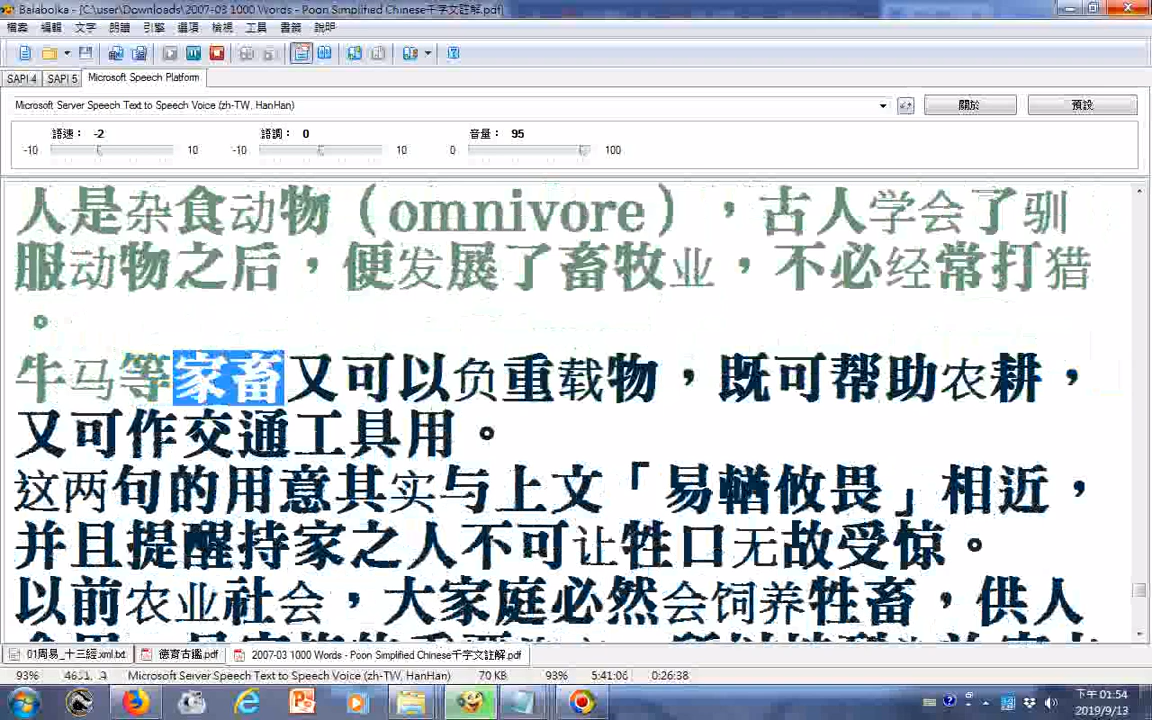 Balabolka - [C:\user\Downloads\2007-03 1000 Words - Poon Simplified Chinese千字文註解.pdf]
檔案 編輯 文字 朗讀 引擎 選項 檢視 工具 書籤 說明
SAPI 4 SAPI 5 Microsoft Speech Platform
Microsoft Server Speech Text to Speech Voice (zh-TW, HanHan) 關於 預設
語速： -2 語調： 0 音量： 95
-10 10 -10 10 0 100
人是杂食动物（omnivore），古人学会了驯
服动物之后，便发展了畜牧业，不必经常打猎
。
牛马等家畜又可以负重载物，既可帮助农耕，
又可作交通工具用。
这两句的用意其实与上文「易輶攸畏」相近，
并且提醒持家之人不可让牲口无故受惊。
以前农业社会，大家庭必然会饲养牲畜，供人
01周易_十三經.xml.txt 德育古鑑.pdf 2007-03 1000 Words - Poon Simplified Chinese千字文註解.pdf
93% Microsoft Server Speech Text to Speech Voice (zh-TW, HanHan) 70 KB 93% 5:41:06 0:26:38
下午 01:54
2019/9/13